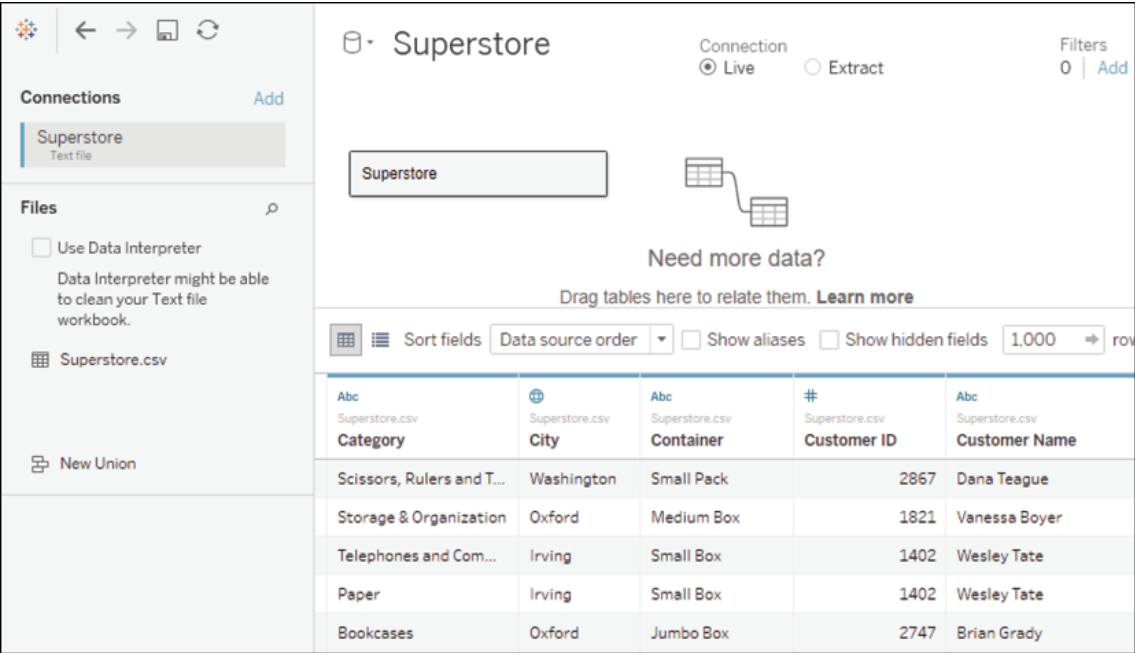 Superstore
Connection
Live
Extract
Filters
0 | Add
Connections
Add
Superstore
Text file
Superstore
Files
Use Data Interpreter
Data Interpreter might be able
to clean your Text file
workbook.
Superstore.csv
New Union
Need more data?
Drag tables here to relate them. Learn more
Sort fields Data source order Show aliases Show hidden fields 1,000 rov
Abc Abc # Abc
Superstore.csv Superstore.csv Superstore.csv Superstore.csv Superstore.csv
Category City Container Customer ID Customer Name
Scissors, Rulers and T... Washington Small Pack 2867 Dana Teague
Storage & Organization Oxford Medium Box 1821 Vanessa Boyer
Telephones and Com... Irving Small Box 1402 Wesley Tate
Paper Irving Small Box 1402 Wesley Tate
Bookcases Oxford Jumbo Box 2747 Brian Grady